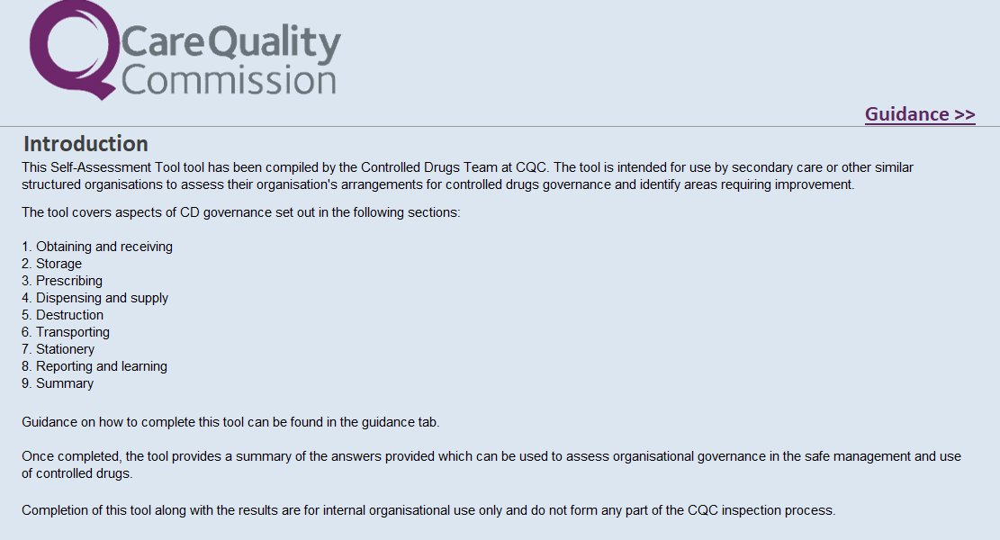 CareQuality
Commission
Guidance >>
Introduction
This Self-Assessment Tool tool has been compiled by the Controlled Drugs Team at CQC. The tool is intended for use by secondary care or other similar
structured organisations to assess their organisation's arrangements for controlled drugs governance and identify areas requiring improvement.
The tool covers aspects of CD governance set out in the following sections:
1. Obtaining and receiving
2. Storage
3. Prescribing
4. Dispensing and supply
5. Destruction
6. Transporting
7. Stationery
8. Reporting and learning
9. Summary
Guidance on how to complete this tool can be found in the guidance tab.
Once completed, the tool provides a summary of the answers provided which can be used to assess organisational governance in the safe management and use
of controlled drugs.
Completion of this tool along with the results are for internal organisational use only and do not form any part of the CQC inspection process.